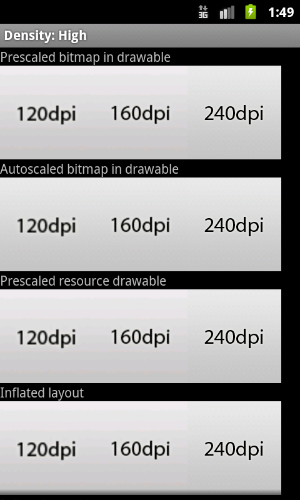 3G 1:49
Density: High
Prescaled bitmap in drawable
120dpi 160dpi 240dpi
Autoscaled bitmap in drawable
120dpi 160dpi 240dpi
Prescaled resource drawable
120dpi 160dpi 240dpi
Inflated layout
120dpi 160dpi 240dpi